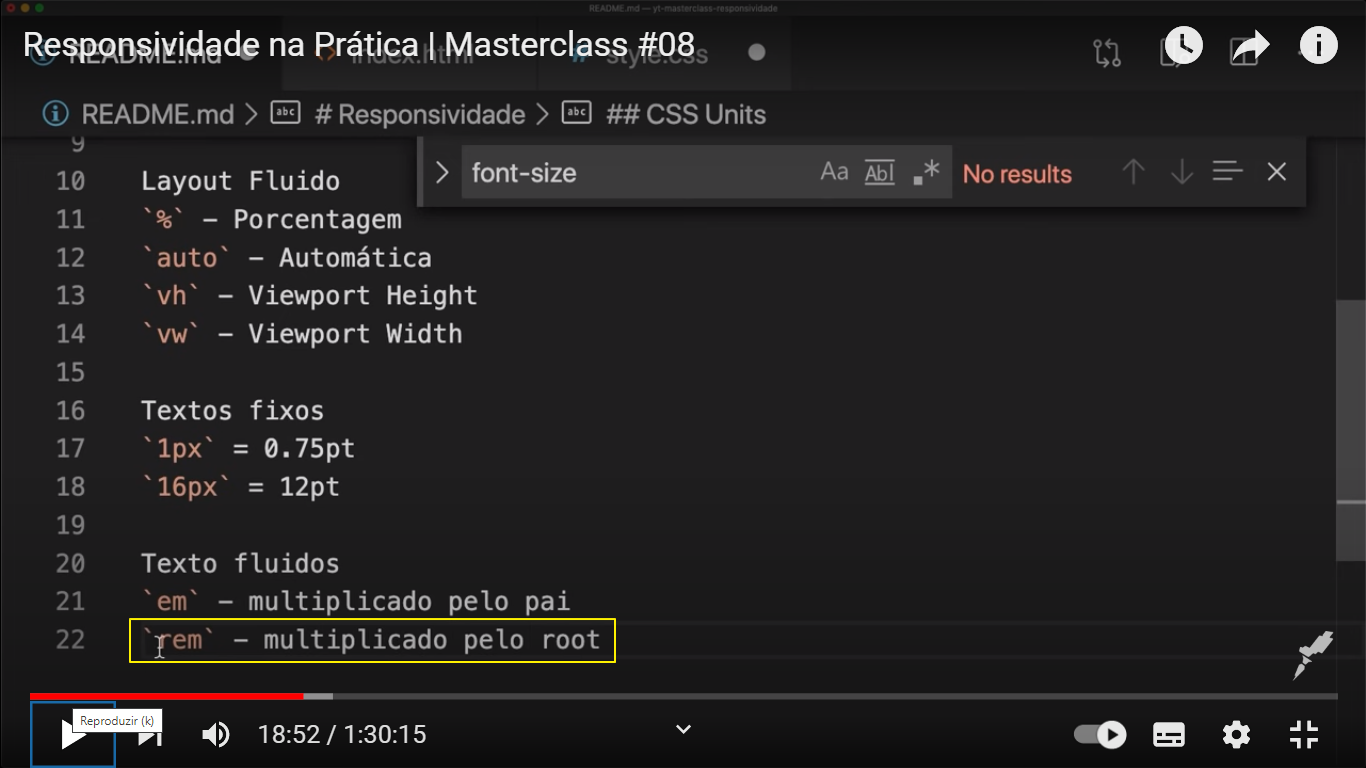 README.md — yt-masterclass-responsividade
Responsividade na Prática | Masterclass #08
README.md
index.html
# style.css
README.md > # Responsividade > ## CSS Units
font-size
Aa Abl .* No results
9
10 Layout Fluido
11 `%` – Porcentagem
12 `auto` – Automática
13 `vh` – Viewport Height
14 `vw` – Viewport Width
15
16 Textos fixos
17 `1px` = 0.75pt
18 `16px` = 12pt
19
20 Texto fluidos
21 `em` – multiplicado pelo pai
22 `rem` – multiplicado pelo root
Reproduzir (k)
18:52 / 1:30:15